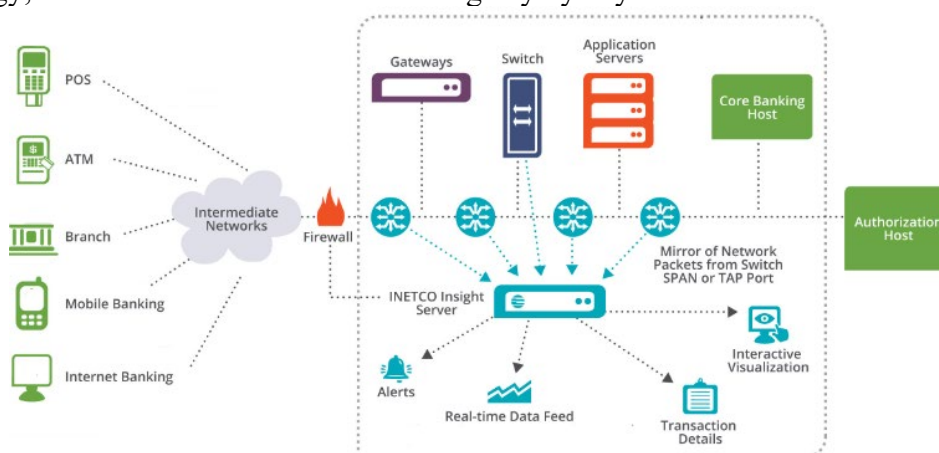 POS
ATM
Branch
Mobile Banking
Internet Banking
Intermediate
Networks
Firewall
Gateways
Switch
Application
Servers
Core Banking
Host
Authorization
Host
Mirror of Network
Packets from Switch
SPAN or TAP Port
INETCO Insight
Server
Alerts
Real-time Data Feed
Transaction
Details
Interactive
Visualization